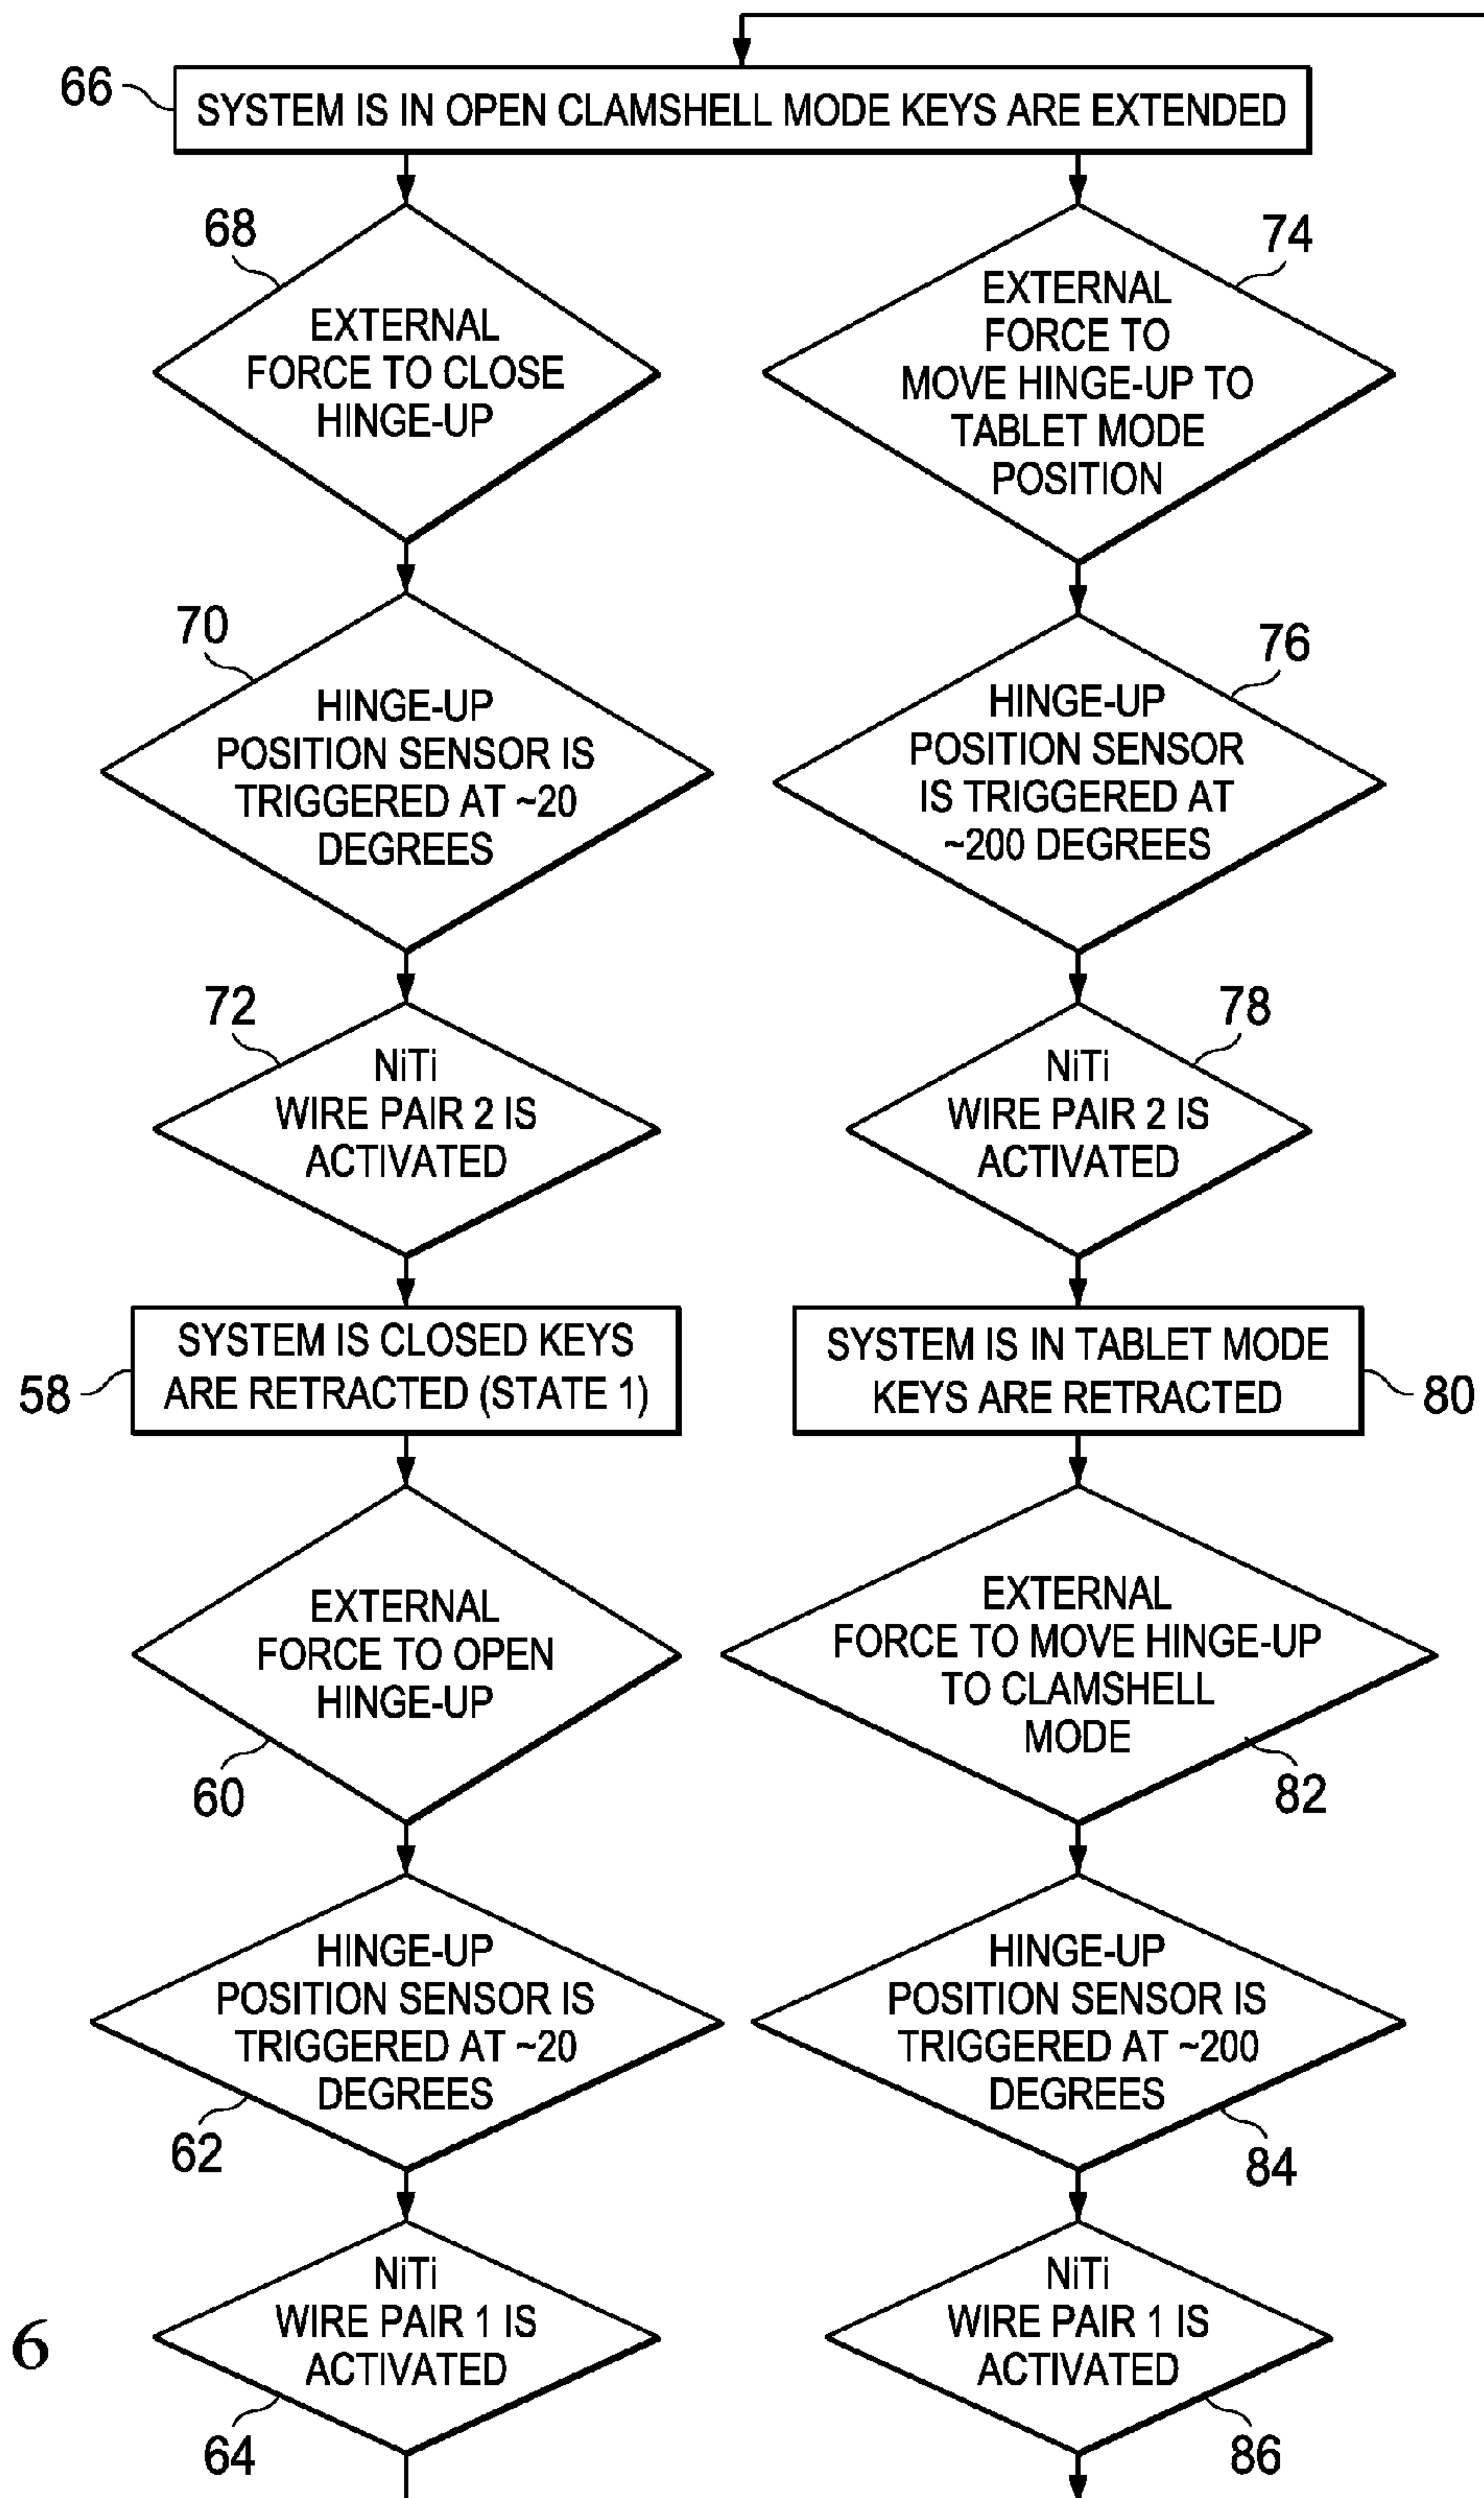 66
SYSTEM IS IN OPEN CLAMSHELL MODE KEYS ARE EXTENDED
68
EXTERNAL
FORCE TO CLOSE
HINGE-UP
70
HINGE-UP
POSITION SENSOR IS
TRIGGERED AT ~20
DEGREES
72
NiTi
WIRE PAIR 2 IS
ACTIVATED
58
SYSTEM IS CLOSED KEYS
ARE RETRACTED (STATE 1)
EXTERNAL
FORCE TO OPEN
HINGE-UP
60
HINGE-UP
POSITION SENSOR IS
TRIGGERED AT ~20
DEGREES
62
NiTi
WIRE PAIR 1 IS
ACTIVATED
64
74
EXTERNAL
FORCE TO
MOVE HINGE-UP TO
TABLET MODE
POSITION
76
HINGE-UP
POSITION SENSOR
IS TRIGGERED AT
~200 DEGREES
78
NiTi
WIRE PAIR 2 IS
ACTIVATED
SYSTEM IS IN TABLET MODE
KEYS ARE RETRACTED
80
EXTERNAL
FORCE TO MOVE HINGE-UP
TO CLAMSHELL
MODE
82
HINGE-UP
POSITION SENSOR IS
TRIGGERED AT ~200
DEGREES
84
NiTi
WIRE PAIR 1 IS
ACTIVATED
86
6